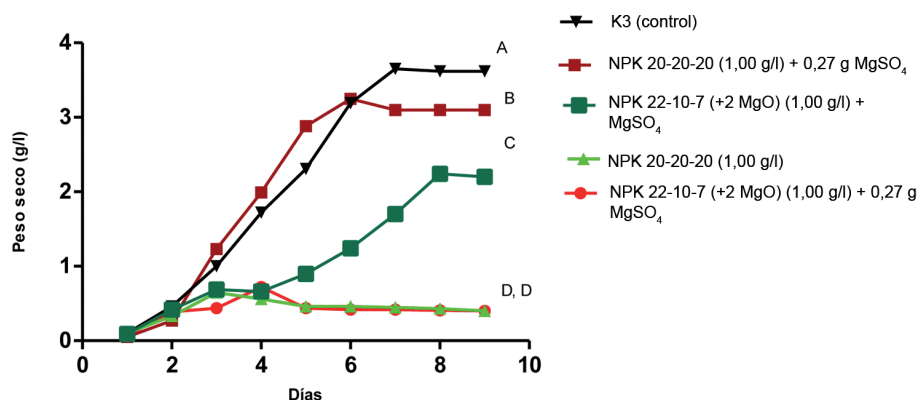 K3 (control)
NPK 20-20-20 (1,00 g/l) + 0,27 g MgSO4
NPK 22-10-7 (+2 MgO) (1,00 g/l) +
MgSO4
NPK 20-20-20 (1,00 g/l)
NPK 22-10-7 (+2 MgO) (1,00 g/l) + 0,27 g
MgSO4
Peso seco (g/l)
4
3
2
1
0
A
B
C
D, D
0
2
4
6
8
10
Días